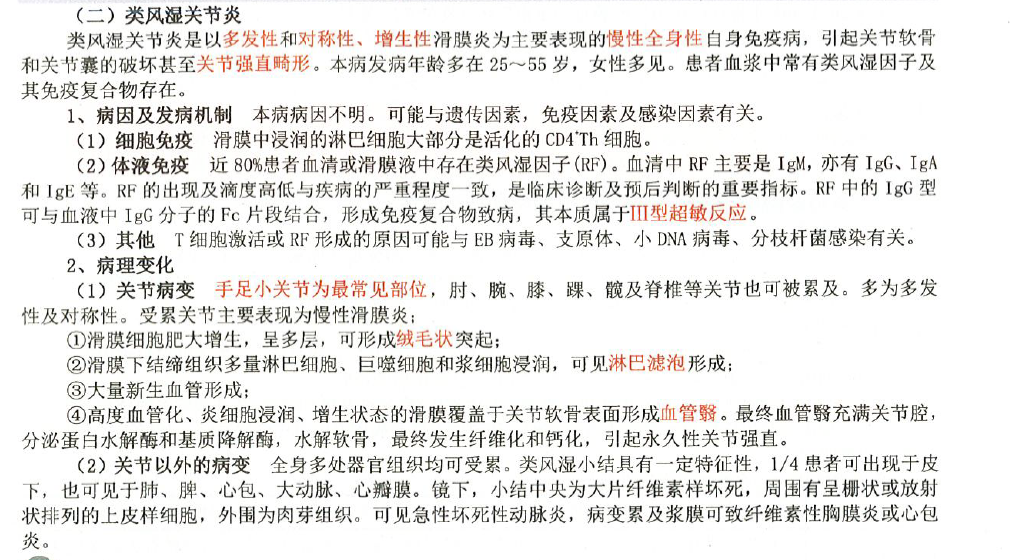 （二）类风湿关节炎
类风湿关节炎是以多发性和对称性、增生性滑膜炎为主要表现的慢性全身性自身免疫病，引起关节软骨
和关节囊的破坏甚至关节强直畸形。本病发病年龄多在 25～55 岁，女性多见。患者血浆中常有类风湿因子及
其免疫复合物存在。
1、病因及发病机制　本病病因不明。可能与遗传因素，免疫因素及感染因素有关。
（1）细胞免疫　滑膜中浸润的淋巴细胞大部分是活化的 CD4⁺Th 细胞。
（2）体液免疫　近 80%患者血清或滑膜液中存在类风湿因子(RF)。血清中 RF 主要是 IgM，亦有 IgG、IgA
和 IgE 等。RF 的出现及滴度高低与疾病的严重程度一致，是临床诊断及预后判断的重要指标。RF 中的 IgG 型
可与血液中 IgG 分子的 Fc 片段结合，形成免疫复合物致病，其本质属于Ⅲ型超敏反应。
（3）其他　T 细胞激活或 RF 形成的原因可能与 EB 病毒、支原体、小 DNA 病毒、分枝杆菌感染有关。
2、病理变化
（1）关节病变　手足小关节为最常见部位，肘、腕、膝、踝、髋及脊椎等关节也可被累及。多为多发
性及对称性。受累关节主要表现为慢性滑膜炎；
①滑膜细胞肥大增生，呈多层，可形成绒毛状突起；
②滑膜下结缔组织多量淋巴细胞、巨噬细胞和浆细胞浸润，可见淋巴滤泡形成；
③大量新生血管形成；
④高度血管化、炎细胞浸润、增生状态的滑膜覆盖于关节软骨表面形成血管翳。最终血管翳充满关节腔，
分泌蛋白水解酶和基质降解酶，水解软骨，最终发生纤维化和钙化，引起永久性关节强直。
（2）关节以外的病变　全身多处器官组织均可受累。类风湿小结具有一定特征性，1/4 患者可出现于皮
下，也可见于肺、脾、心包、大动脉、心瓣膜。镜下，小结中央为大片纤维素样坏死，周围有呈栅状或放射
状排列的上皮样细胞，外围为肉芽组织。可见急性坏死性动脉炎，病变累及浆膜可致纤维素性胸膜炎或心包
炎。